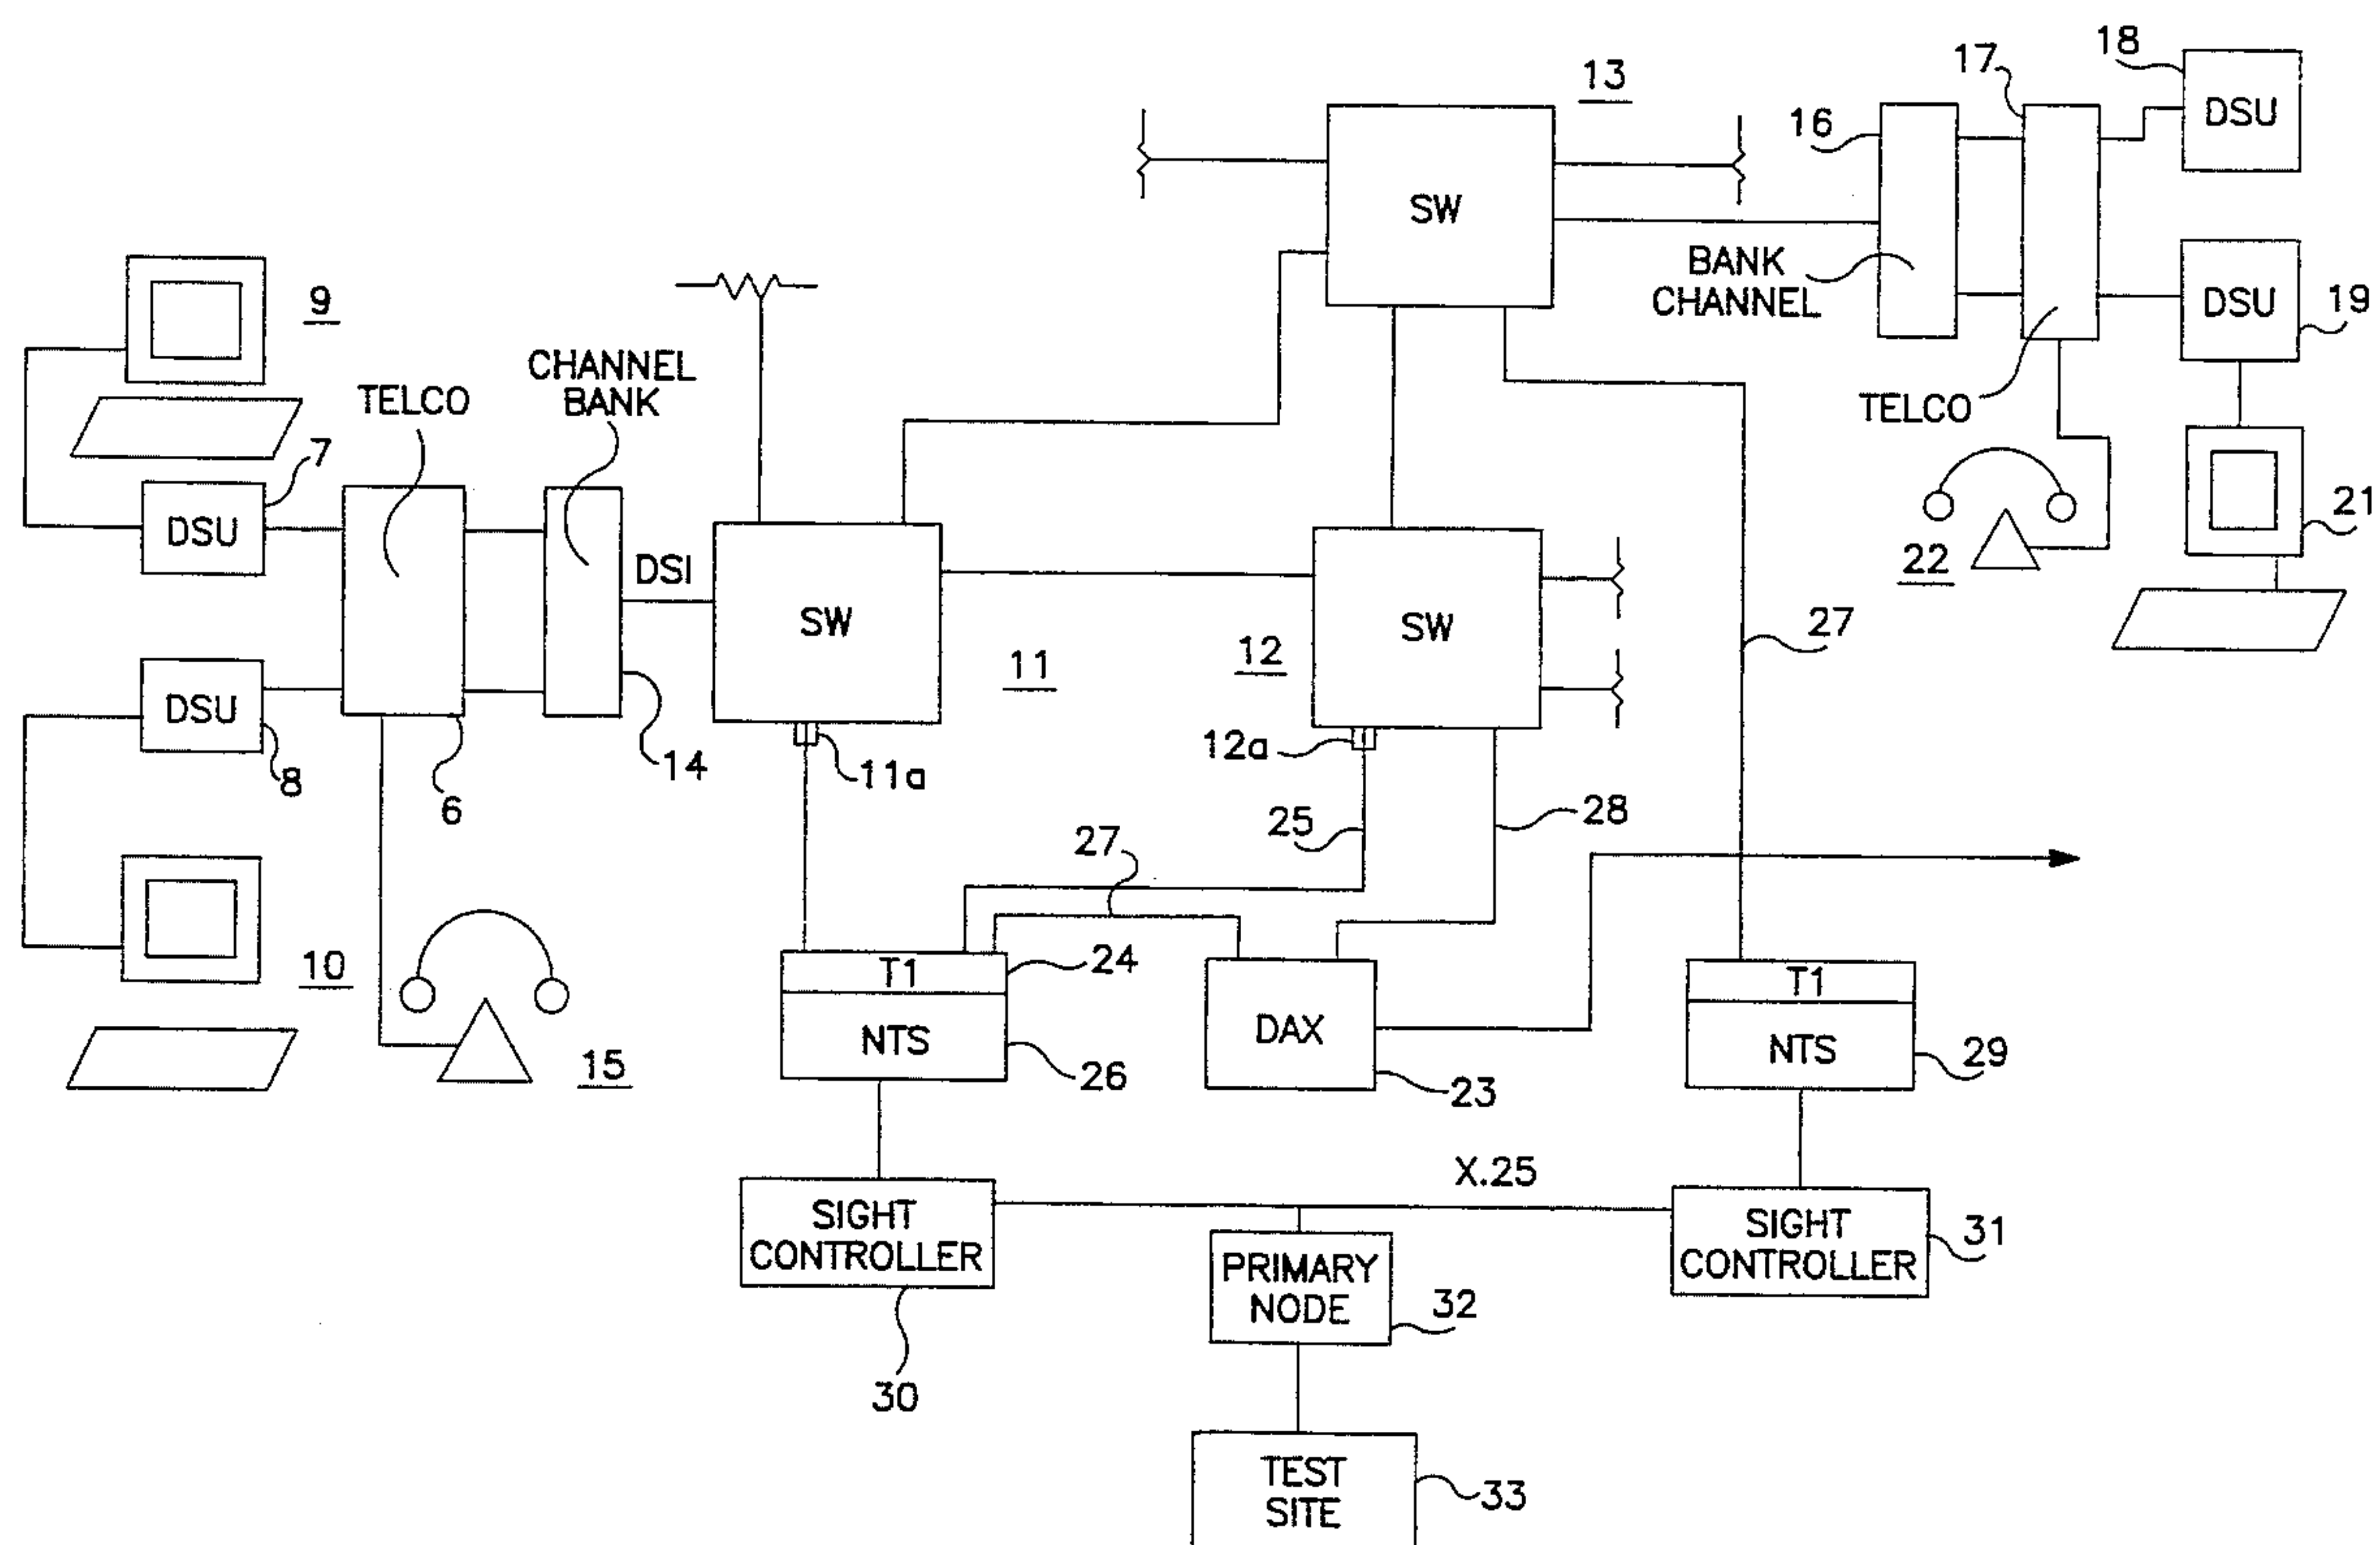 18
17
13
DSU
16
SW
BANK
CHANNEL
DSU
19
9
CHANNEL
BANK
TELCO
TELCO
7
21
DSU
DSI
22
SW
SW
27
11
12
DSU
14
11a
12a
8
6
25
28
27
10
T1
24
T1
DAX
NTS
NTS
29
15
26
23
X.25
SIGHT
CONTROLLER
SIGHT
CONTROLLER
31
PRIMARY
NODE
32
30
TEST
SITE
33